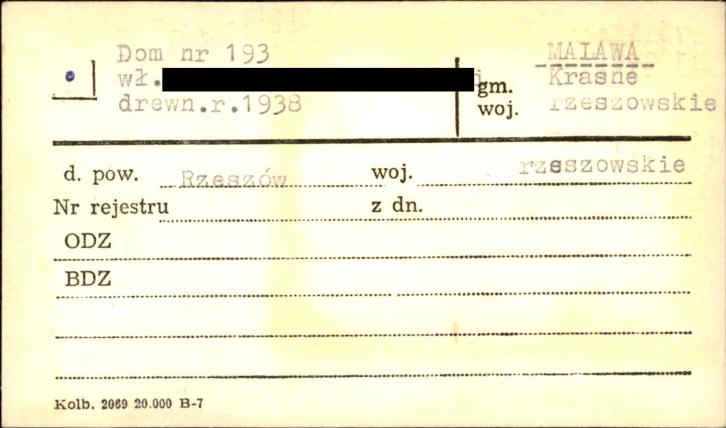 Dom nr 193
wł.
drewn.r.1938
MALAWA
gm. Krasne
woj. rzeszowskie
d. pow. Rzeszów woj. rzeszowskie
Nr rejestru z dn.
ODZ
BDZ
Kolb. 2069 20.000 B-7